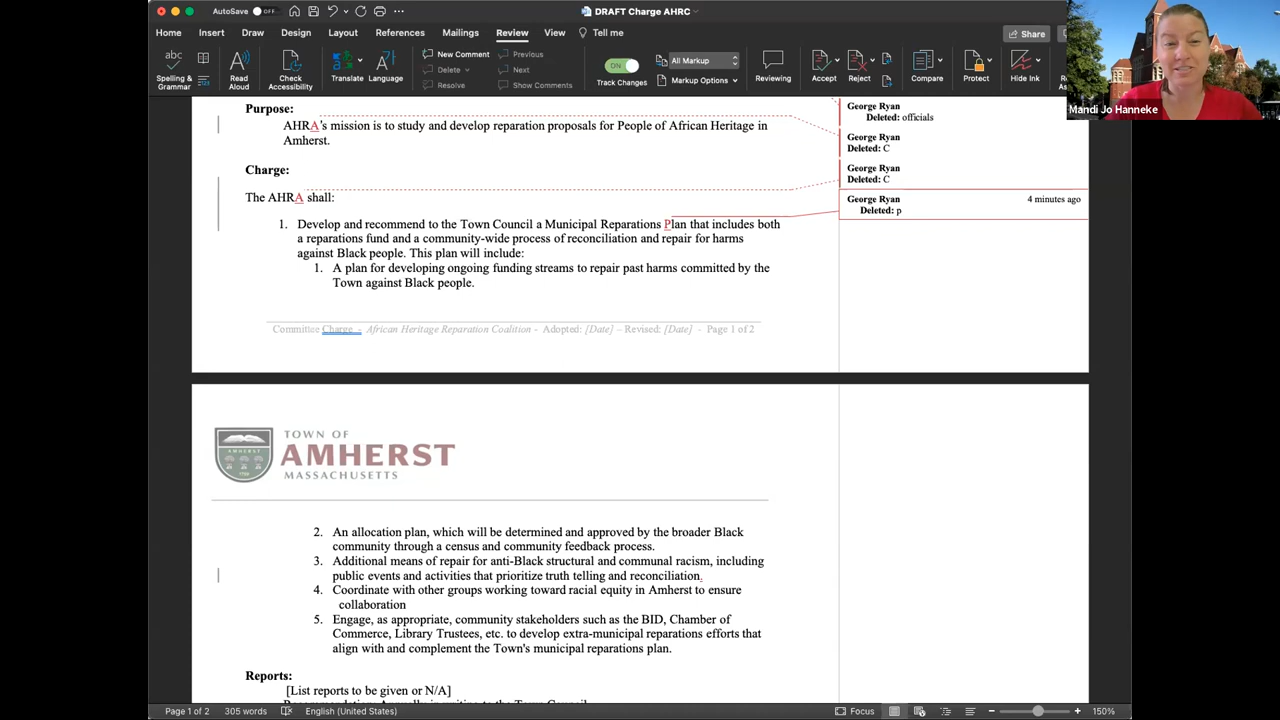 AutoSave OFF DRAFT Charge AHRC
Home Insert Draw Design Layout References Mailings Review View Tell me Share
Spelling & Grammar
Read Aloud
Check Accessibility
Translate Language
New Comment
Delete
Resolve
Previous
Next
Show Comments
ON
Track Changes
All Markup
Markup Options
Reviewing
Accept Reject
Compare
Protect
Hide Ink
Mandi Jo Hanneke
Purpose:
AHRA's mission is to study and develop reparation proposals for People of African Heritage in
Amherst.
Charge:
The AHRA shall:
1. Develop and recommend to the Town Council a Municipal Reparations Plan that includes both
a reparations fund and a community-wide process of reconciliation and repair for harms
against Black people. This plan will include:
1. A plan for developing ongoing funding streams to repair past harms committed by the
Town against Black people.
Committee Charge - African Heritage Reparation Coalition - Adopted: [Date] – Revised: [Date] - Page 1 of 2
George Ryan
Deleted: officials
George Ryan
Deleted: C
George Ryan
Deleted: C
George Ryan 4 minutes ago
Deleted: p
TOWN OF
AMHERST
MASSACHUSETTS
2. An allocation plan, which will be determined and approved by the broader Black
community through a census and community feedback process.
3. Additional means of repair for anti-Black structural and communal racism, including
public events and activities that prioritize truth telling and reconciliation.
4. Coordinate with other groups working toward racial equity in Amherst to ensure
collaboration
5. Engage, as appropriate, community stakeholders such as the BID, Chamber of
Commerce, Library Trustees, etc. to develop extra-municipal reparations efforts that
align with and complement the Town's municipal reparations plan.
Reports:
[List reports to be given or N/A]
Page 1 of 2 305 words English (United States) Focus 150%